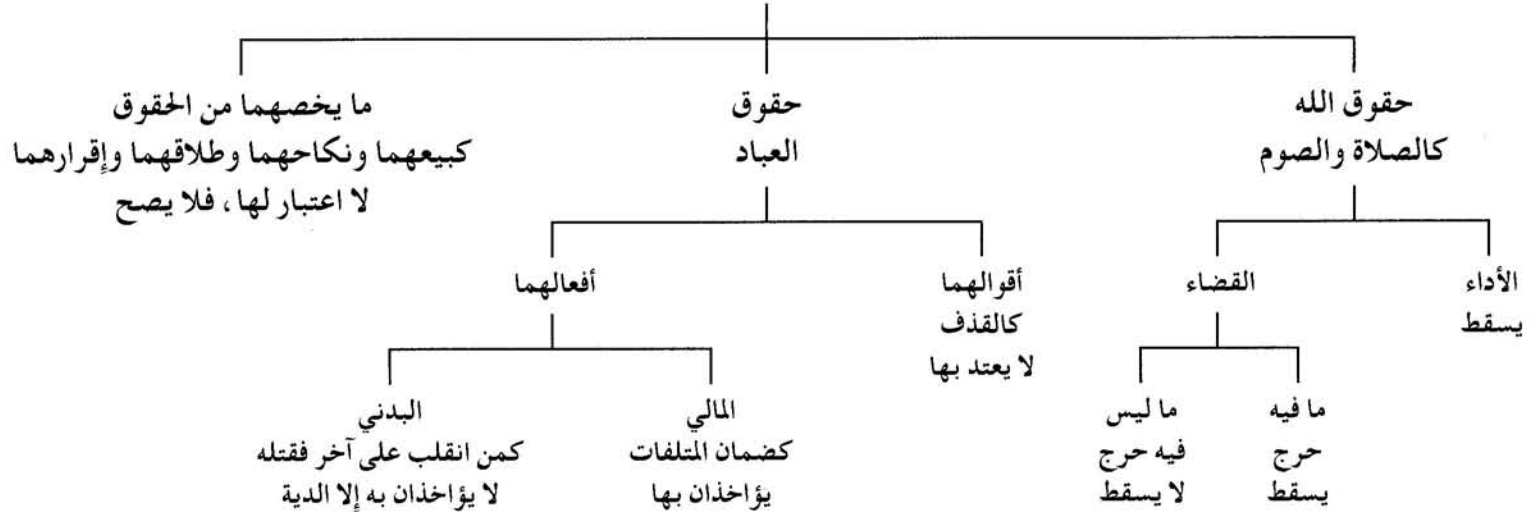 حقوق الله
كالصلاة والصوم
حقوق
العباد
ما يخصهما من الحقوق
كبيعهما ونكاحهما وطلاقهما وإقرارهما
لا اعتبار لها، فلا يصح
الأداء
يسقط
القضاء
أقوالهما
كالقذف
لا يعتد بها
أفعالهما
ما فيه
حرج
يسقط
ما ليس
فيه حرج
لا يسقط
المالي
كضمان المتلفات
يؤاخذان بها
البدني
كمن انقلب على آخر فقتله
لا يؤاخذان به إلا الدية